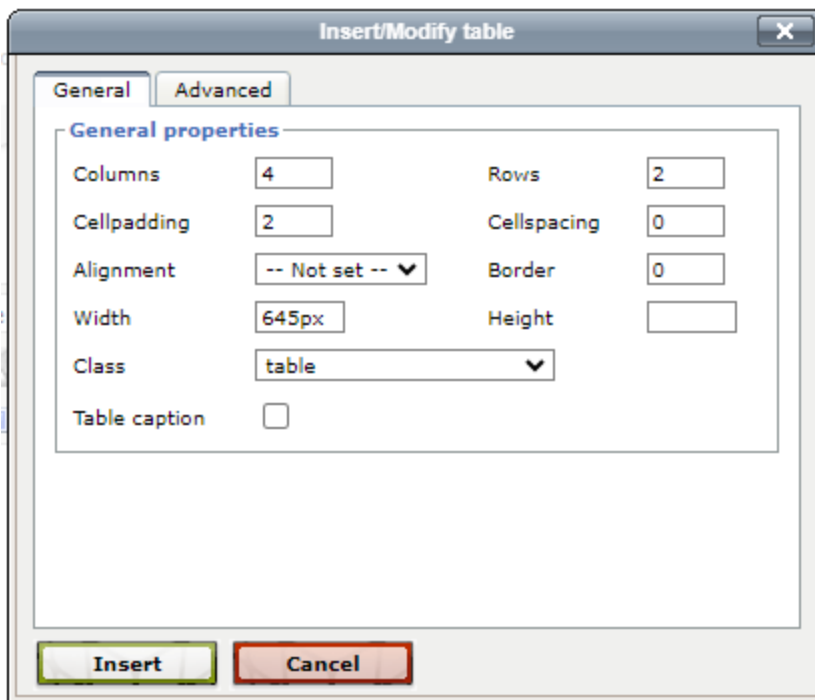 Insert/Modify table
General Advanced
General properties
Columns 4 Rows 2
Cellpadding 2 Cellspacing 0
Alignment -- Not set -- Border 0
Width 645px Height
Class table
Table caption
Insert Cancel